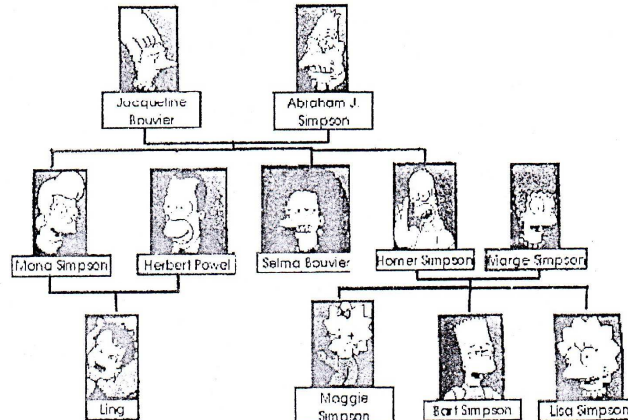 Jacqueline
Bouvier
Abraham J.
Simpson
Mona Simpson
Herbert Powel
Selma Bouvier
Homer Simpson
Marge Simpson
Ling
Maggie
Simpson
Bart Simpson
Lisa Simpson